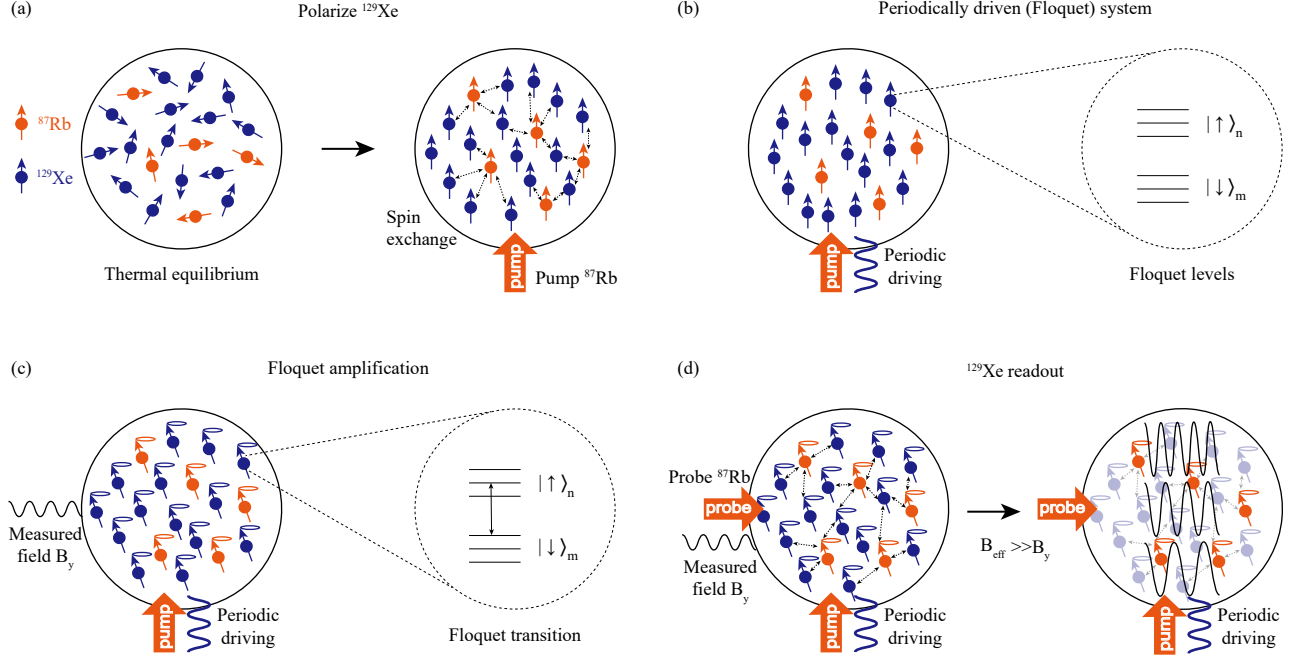 (a)
Polarize ¹²⁹Xe
⁸⁷Rb
¹²⁹Xe
Spin
exchange
Thermal equilibrium
pump
Pump ⁸⁷Rb
(b)
Periodically driven (Floquet) system
|↑⟩ₙ
|↓⟩ₘ
pump
Periodic
driving
Floquet levels
(c)
Floquet amplification
|↑⟩ₙ
|↓⟩ₘ
Measured
field B_y
pump
Periodic
driving
Floquet transition
(d)
¹²⁹Xe readout
Probe ⁸⁷Rb
probe
Measured
field B_y
pump
Periodic
driving
B_eff >>B_y
probe
pump
Periodic
driving